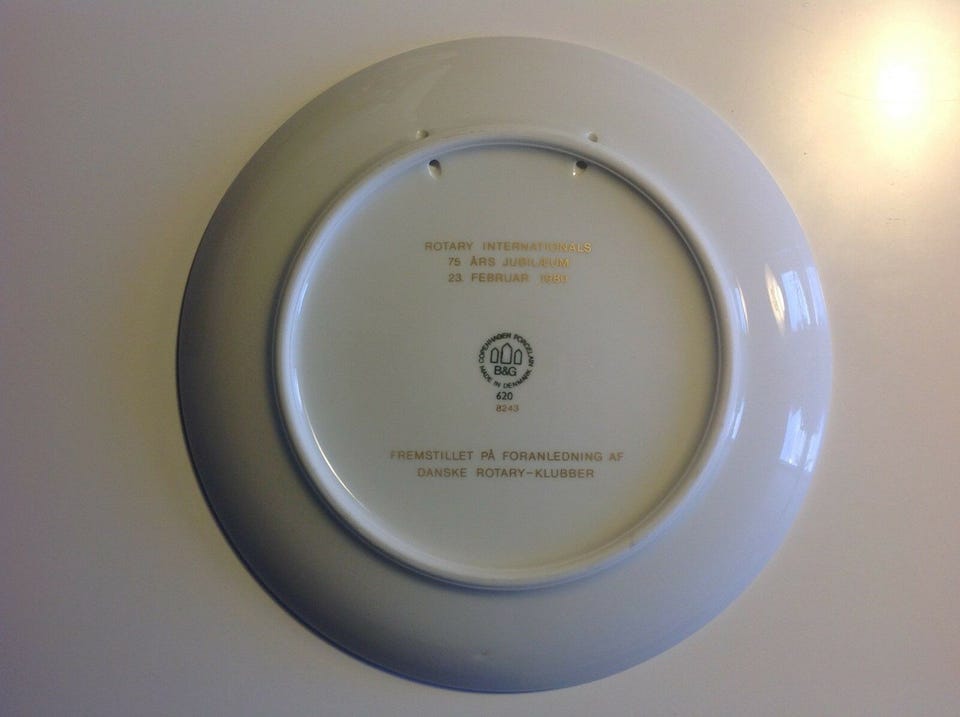 ROTARY INTERNATIONALS
75 ÅRS JUBILÆUM
23. FEBRUAR 1980
COPENHAGEN PORCELAIN
B&G
MADE IN DENMARK
620
8243
FREMSTILLET PÅ FORANLEDNING AF
DANSKE ROTARY-KLUBBER